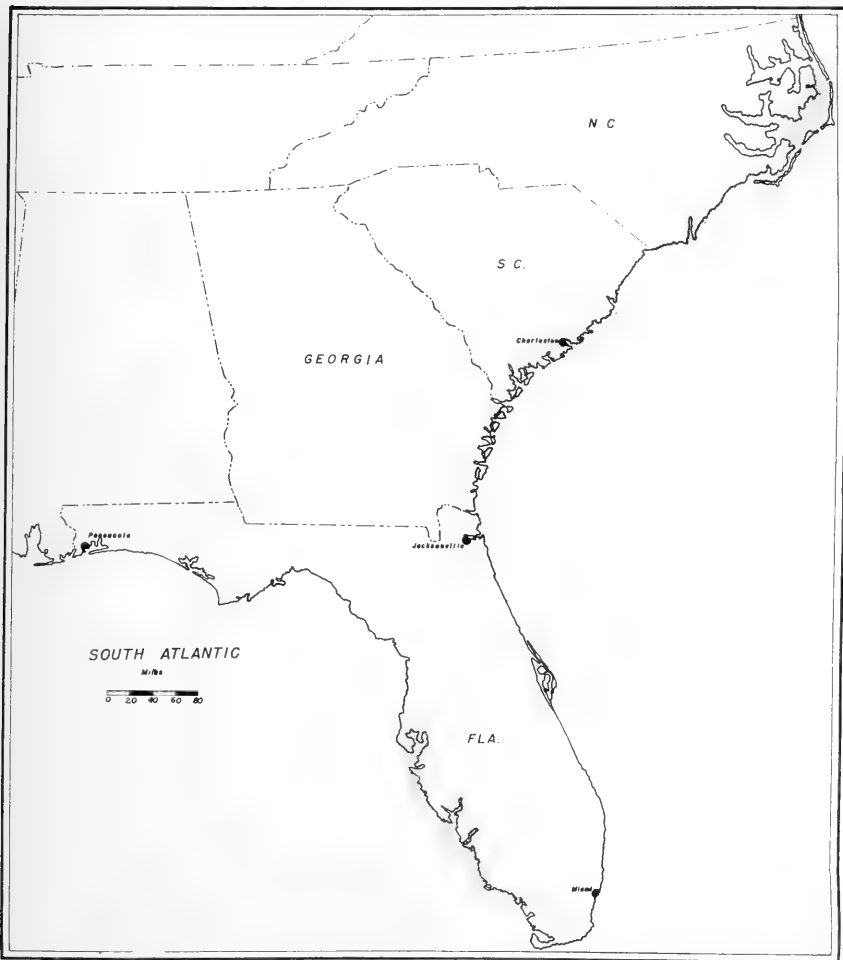 N C
S C.
Charleston
GEORGIA
Pensacola
Jacksonville
SOUTH ATLANTIC
Miles
0 20 40 60 80
FLA.
Miami